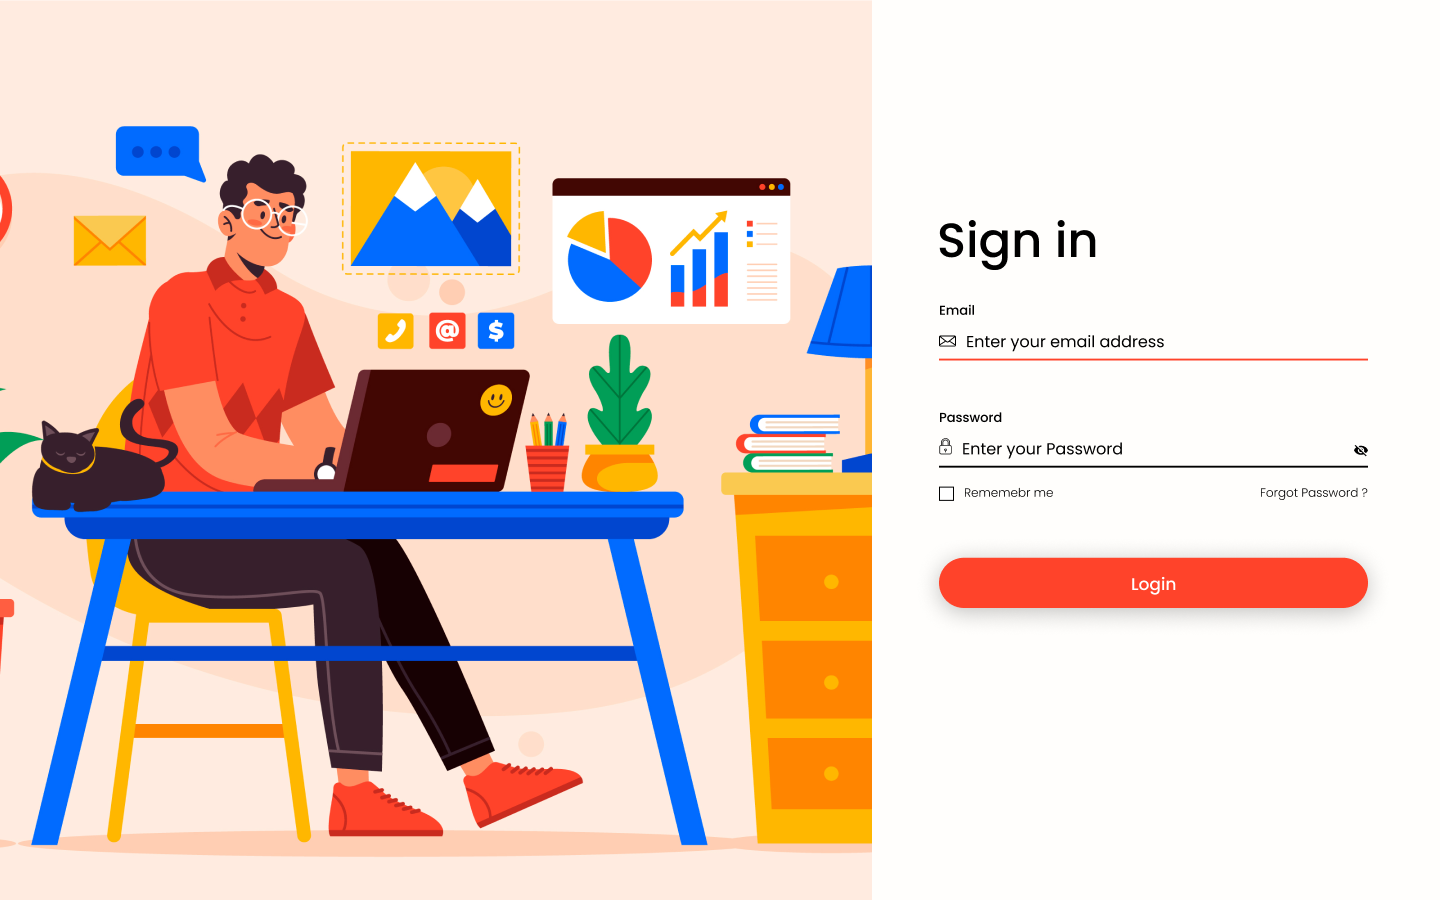 @
$
Sign in
Email
Enter your email address
Password
Enter your Password
Rememebr me
Forgot Password ?
Login